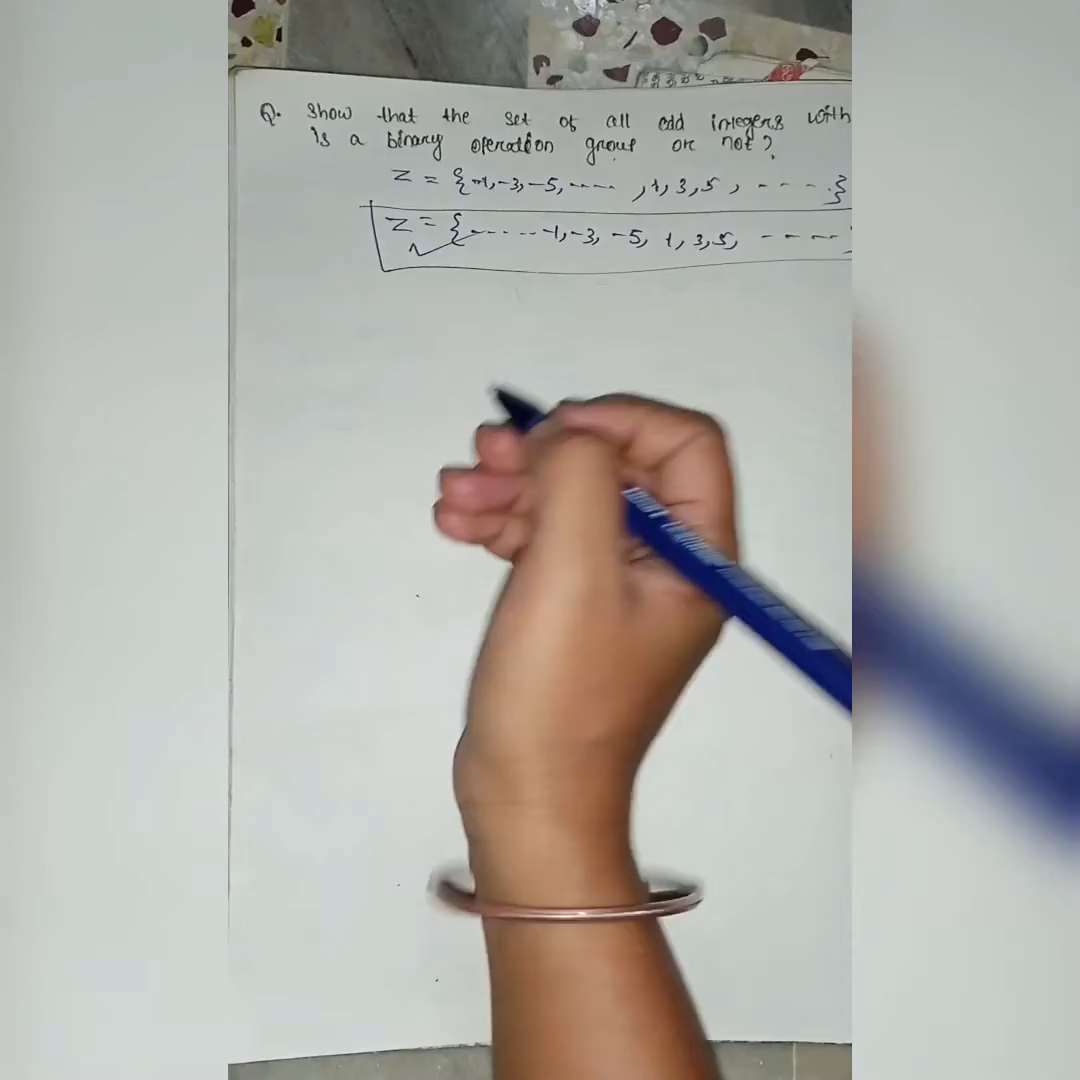 Q. Show that the set of all odd integers with
is a binary operation group or not?
Z = {-1, -3, -5, ---- , 1, 3, 5, ---- }
Z = {----- -1, -3, -5, 1, 3, 5, ----